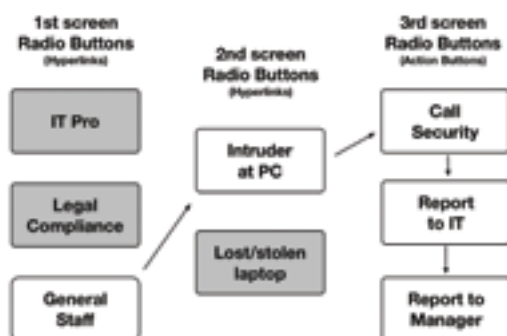 1st screen
Radio Buttons
(Hyperlinks)
IT Pro
Legal
Compliance
General
Staff
2nd screen
Radio Buttons
(Hyperlinks)
Intruder
at PC
Lost/stolen
laptop
3rd screen
Radio Buttons
(Action Buttons)
Call
Security
Report
to IT
Report to
Manager